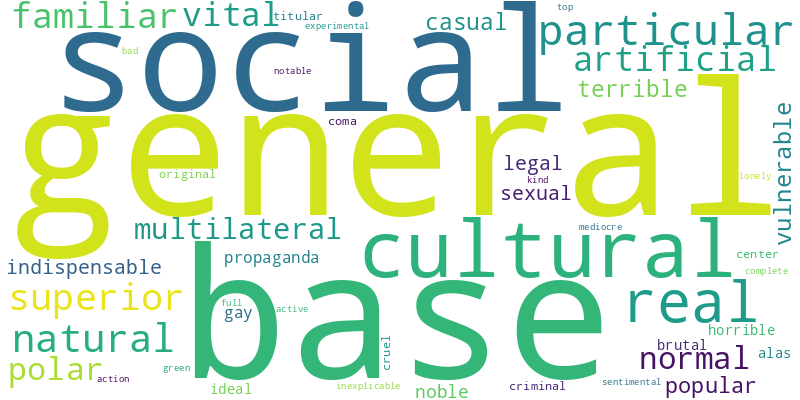 familiar vital titular top
experimental casual
social particular
bad artificial
notable terrible
general coma vulnerable
legal
original kind lonely
sexual
multilateral cultural mediocre
propaganda center
indispensable base complete
superior full active real
gay
natural cruel horrible
brutal alas
polar green normal
action ideal inexplicable sentimental
noble criminal popular